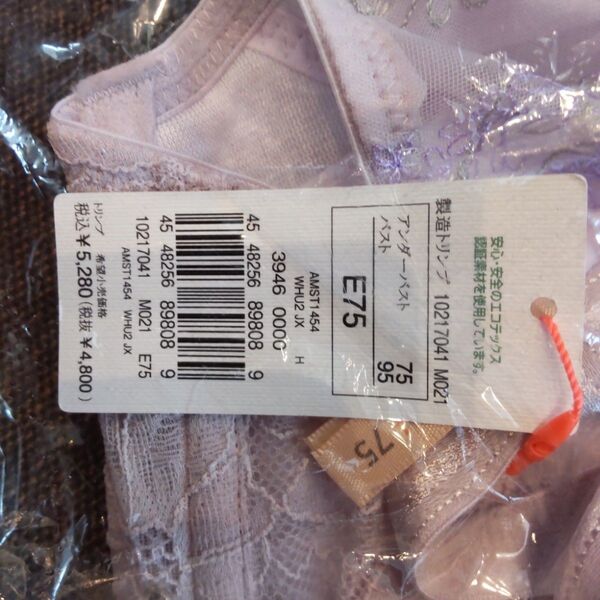 安心・安全のエコテックス
認証素材を使用しています。
製造トリンプ 10217041 M021
アンダーバスト 75
バスト 95
E75
AMST1454 H
WHU2 JX
3946 0000
45 48256 89808 9
45 48256 89808 9
10217041 M021 E75
AMST1454 WHU2 JX
トリンプ 希望小売価格
税込¥5,280(税抜 ¥4,800)
75